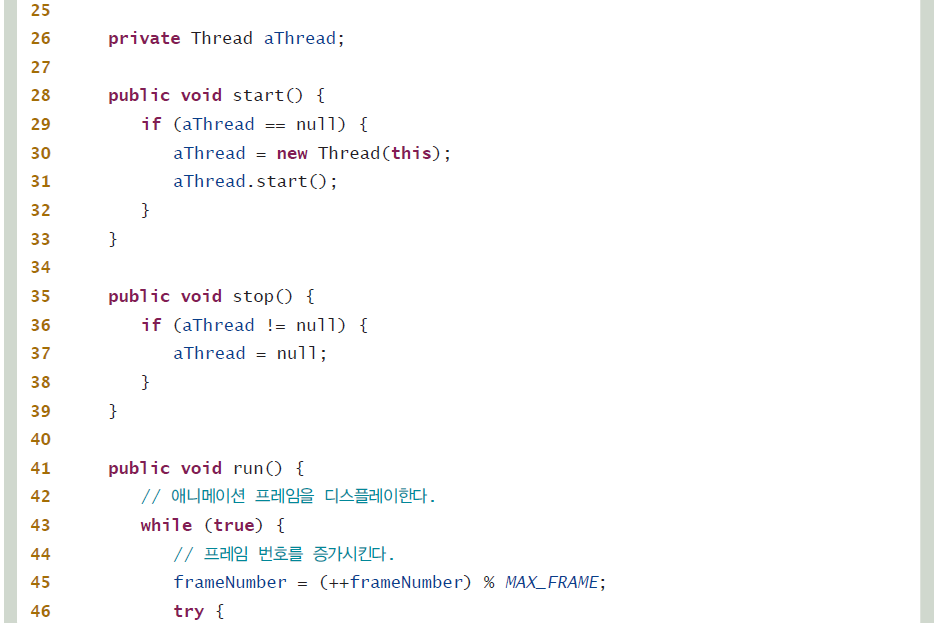 25
26 private Thread aThread;
27
28 public void start() {
29 if (aThread == null) {
30 aThread = new Thread(this);
31 aThread.start();
32 }
33 }
34
35 public void stop() {
36 if (aThread != null) {
37 aThread = null;
38 }
39 }
40
41 public void run() {
42 // 애니메이션 프레임을 디스플레이한다.
43 while (true) {
44 // 프레임 번호를 증가시킨다.
45 frameNumber = (++frameNumber) % MAX_FRAME;
46 try {